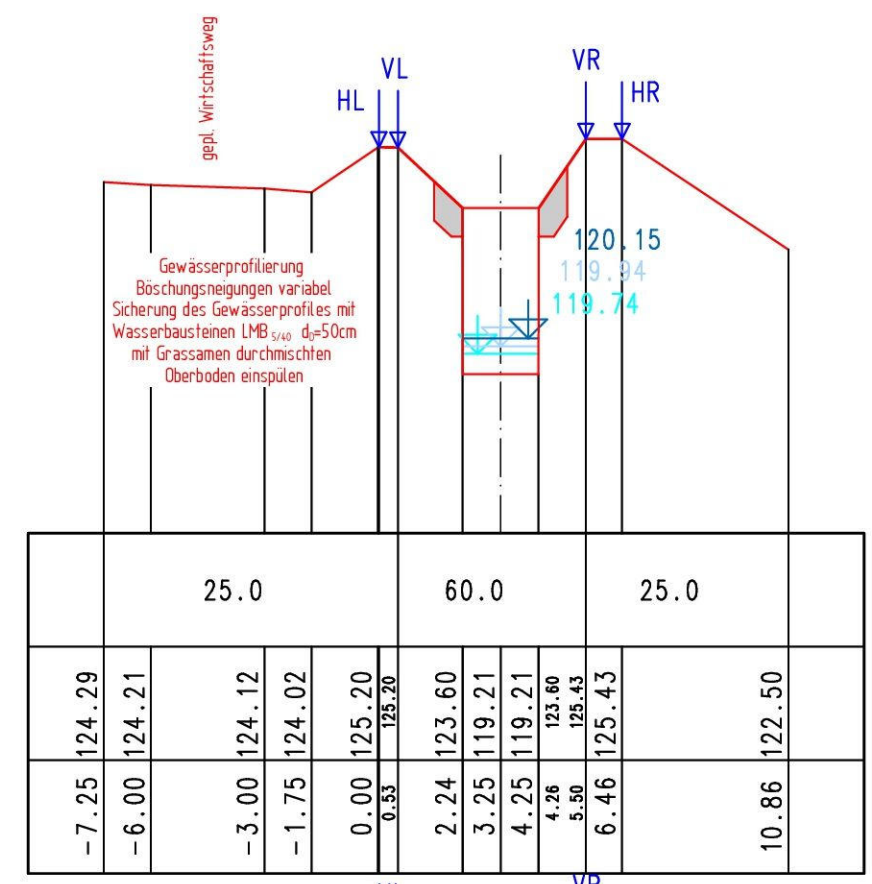 gepl. Wirtschaftsweg
VL
HL
VR
HR
120.15
119.94
119.74
Gewässerprofilierung
Böschungsneigungen variabel
Sicherung des Gewässerprofiles mit
Wasserbausteinen LMB 5/40 d₀=50cm
mit Grassamen durchmischten
Oberboden einspülen
25.0 60.0 25.0
124.29 124.21 124.12 124.02 125.20 125.20 123.60 119.21 119.21 123.60 125.43 125.43 122.50
-7.25 -6.00 -3.00 -1.75 0.00 0.53 2.24 3.25 4.25 4.26 5.50 6.46 10.86
VR